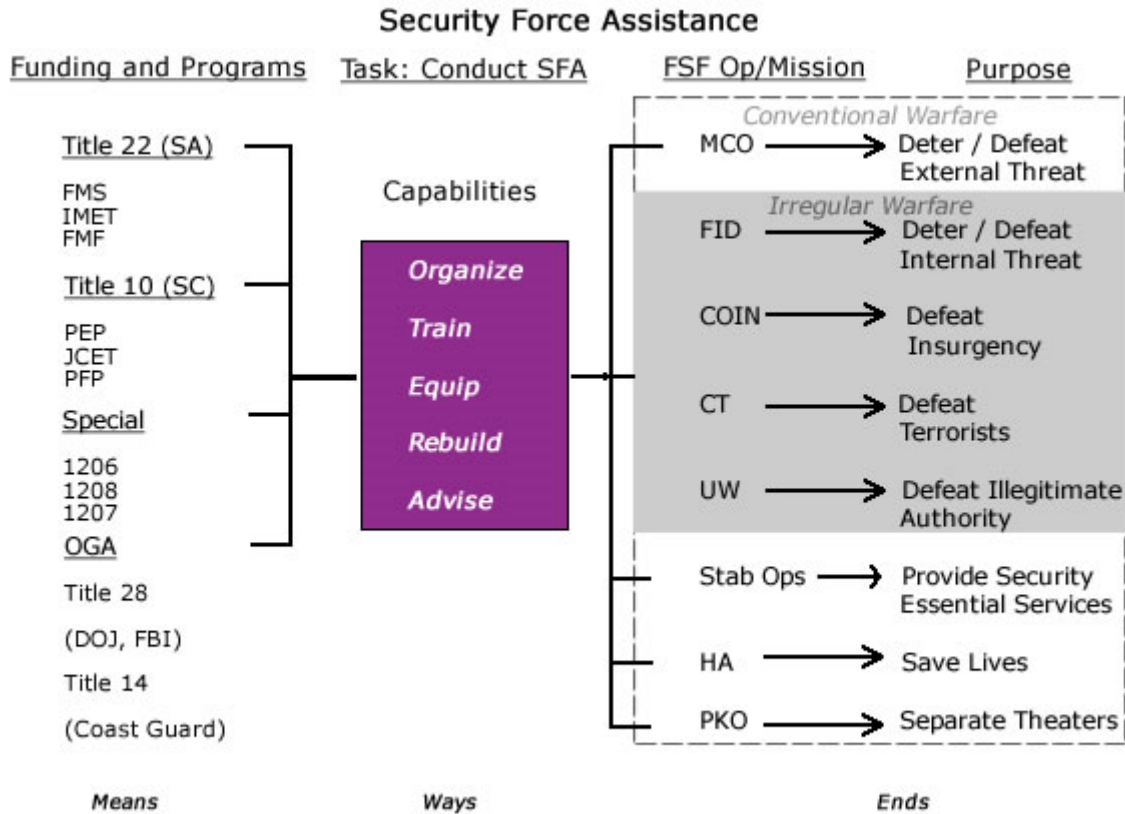 Security Force Assistance
Funding and Programs
Title 22 (SA)
FMS
IMET
FMF
Title 10 (SC)
PEP
JCET
PFP
Special
1206
1208
1207
OGA
Title 28
(DOJ, FBI)
Title 14
(Coast Guard)
Means
Task: Conduct SFA
Capabilities
Organize
Train
Equip
Rebuild
Advise
Ways
FSF Op/Mission
Purpose
Conventional Warfare
MCO
Deter / Defeat
External Threat
Irregular Warfare
FID
Deter / Defeat
Internal Threat
COIN
Defeat
Insurgency
CT
Defeat
Terrorists
UW
Defeat Illegitimate
Authority
Stab Ops
Provide Security
Essential Services
HA
Save Lives
PKO
Separate Theaters
Ends